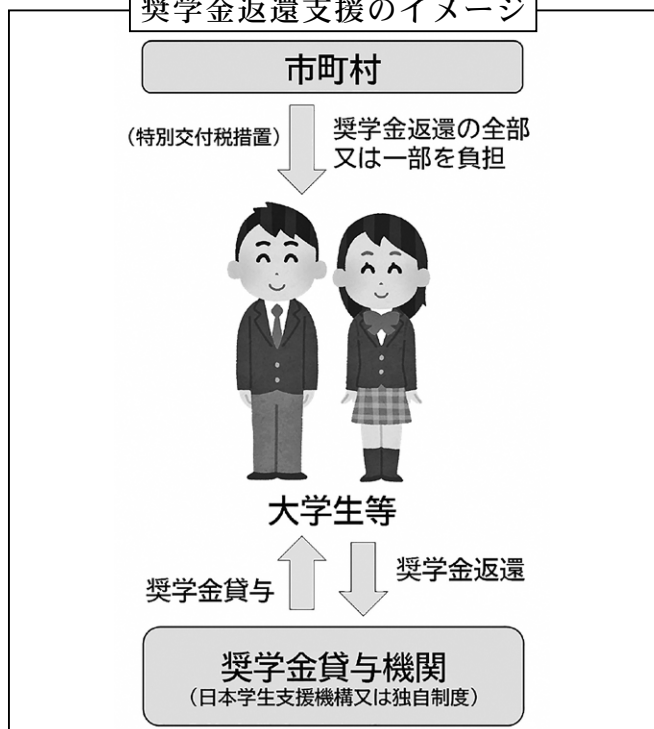 奨学金返還支援のイメージ
市町村
（特別交付税措置）
奨学金返還の全部
又は一部を負担
大学生等
奨学金貸与
奨学金返還
奨学金貸与機関
（日本学生支援機構又は独自制度）